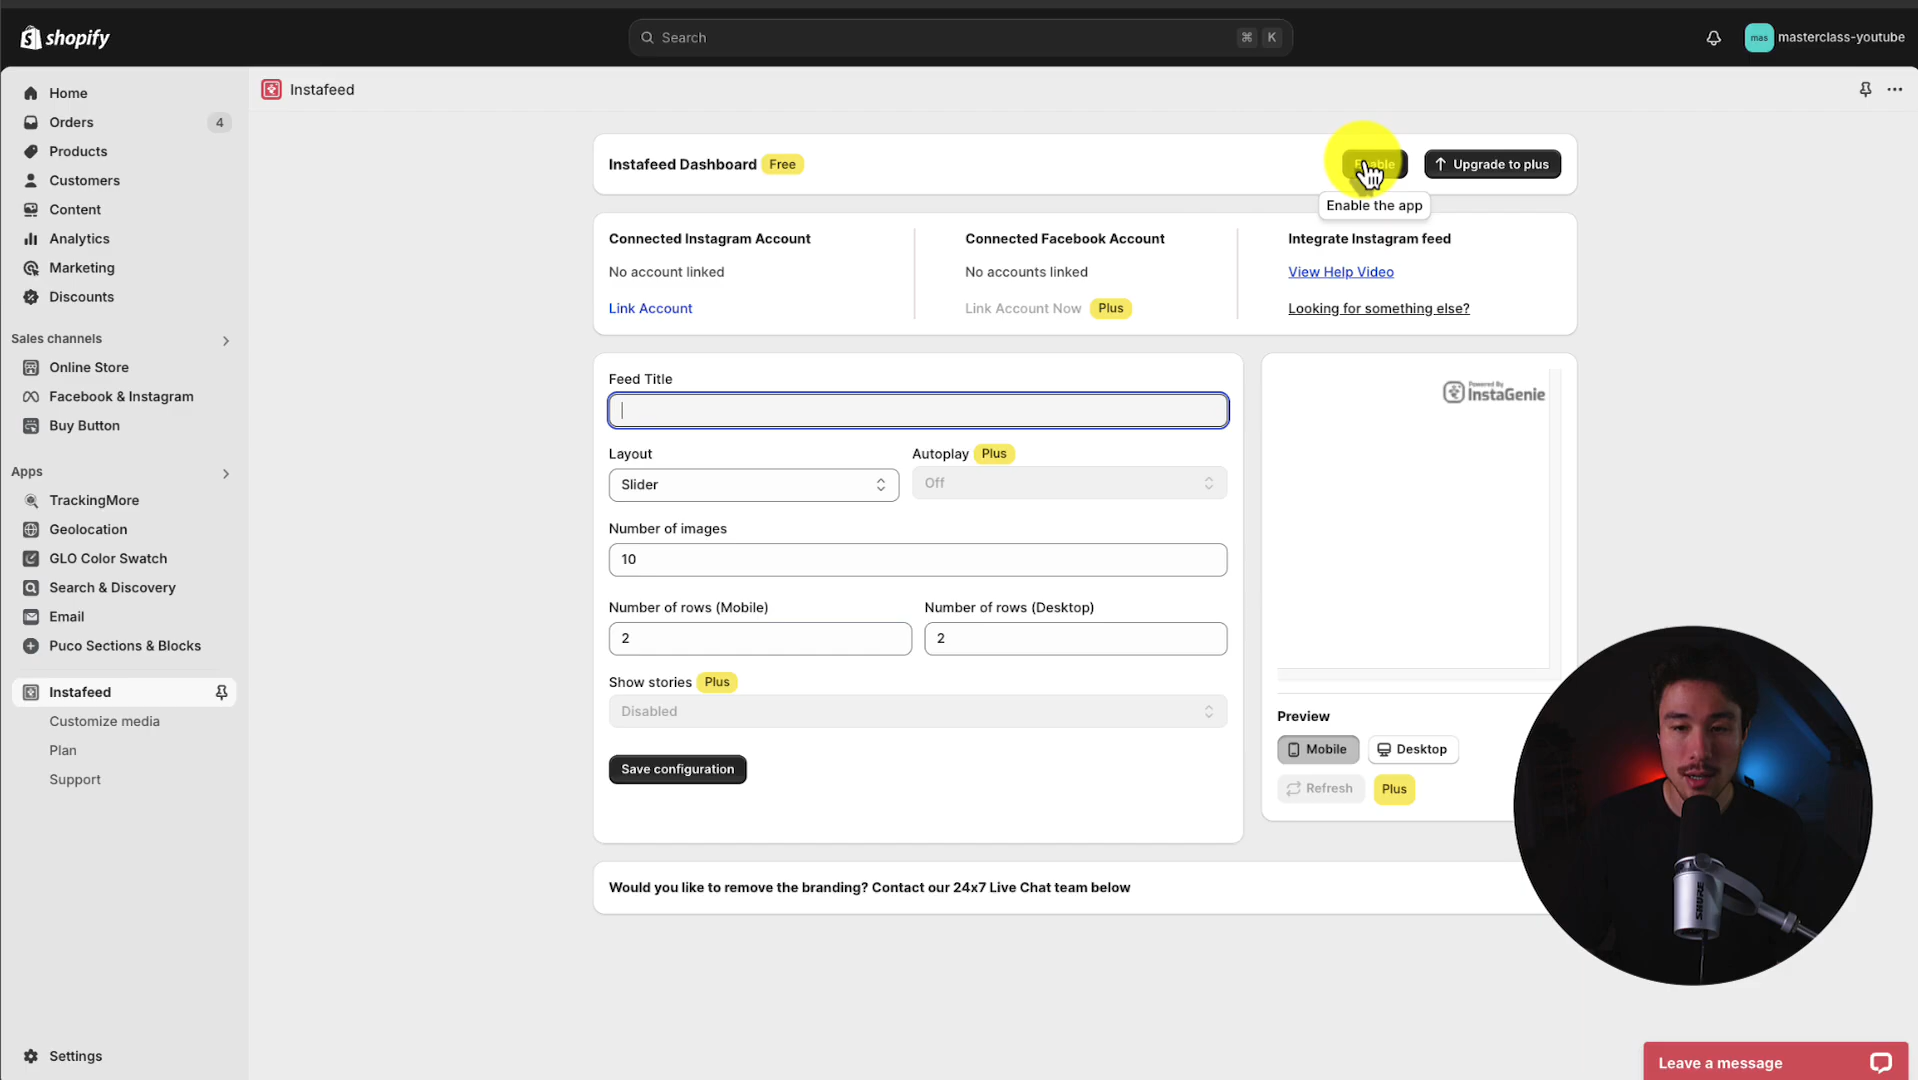 shopify
Search
⌘ K
mas
masterclass-youtube
Home
Orders
4
Products
Customers
Content
Analytics
Marketing
Discounts
Sales channels
Online Store
Facebook & Instagram
Buy Button
Apps
TrackingMore
Geolocation
GLO Color Swatch
Search & Discovery
Email
Puco Sections & Blocks
Instafeed
Customize media
Plan
Support
Settings
Instafeed
Instafeed Dashboard Free
Enable
Upgrade to plus
Enable the app
Connected Instagram Account
No account linked
Link Account
Connected Facebook Account
No accounts linked
Link Account Now Plus
Integrate Instagram feed
View Help Video
Looking for something else?
Feed Title
Layout
Slider
Autoplay Plus
Off
Number of images
10
Number of rows (Mobile)
2
Number of rows (Desktop)
2
Show stories Plus
Disabled
Save configuration
Powered By
InstaGenie
Preview
Mobile
Desktop
Refresh
Plus
Would you like to remove the branding? Contact our 24x7 Live Chat team below
SHURE
Leave a message